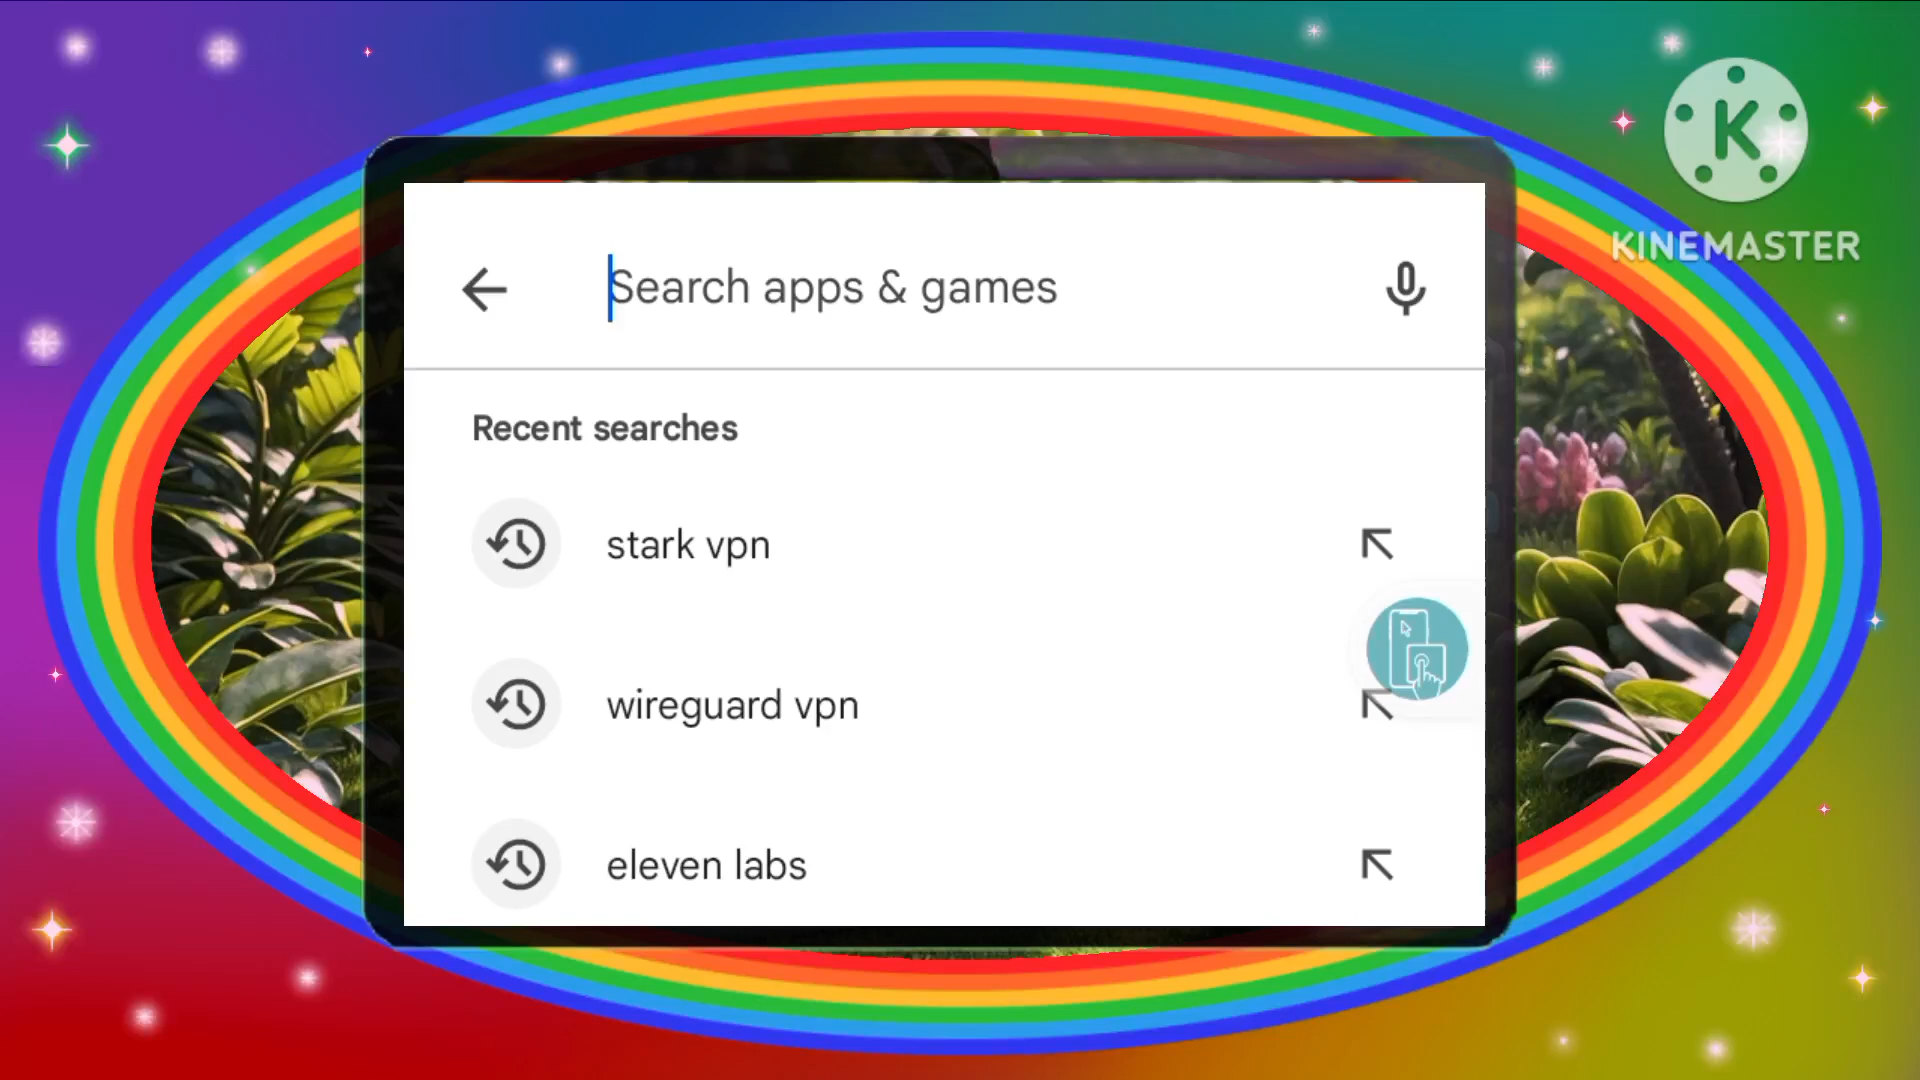 K
KINEMASTER
Search apps & games
Recent searches
stark vpn
wireguard vpn
eleven labs